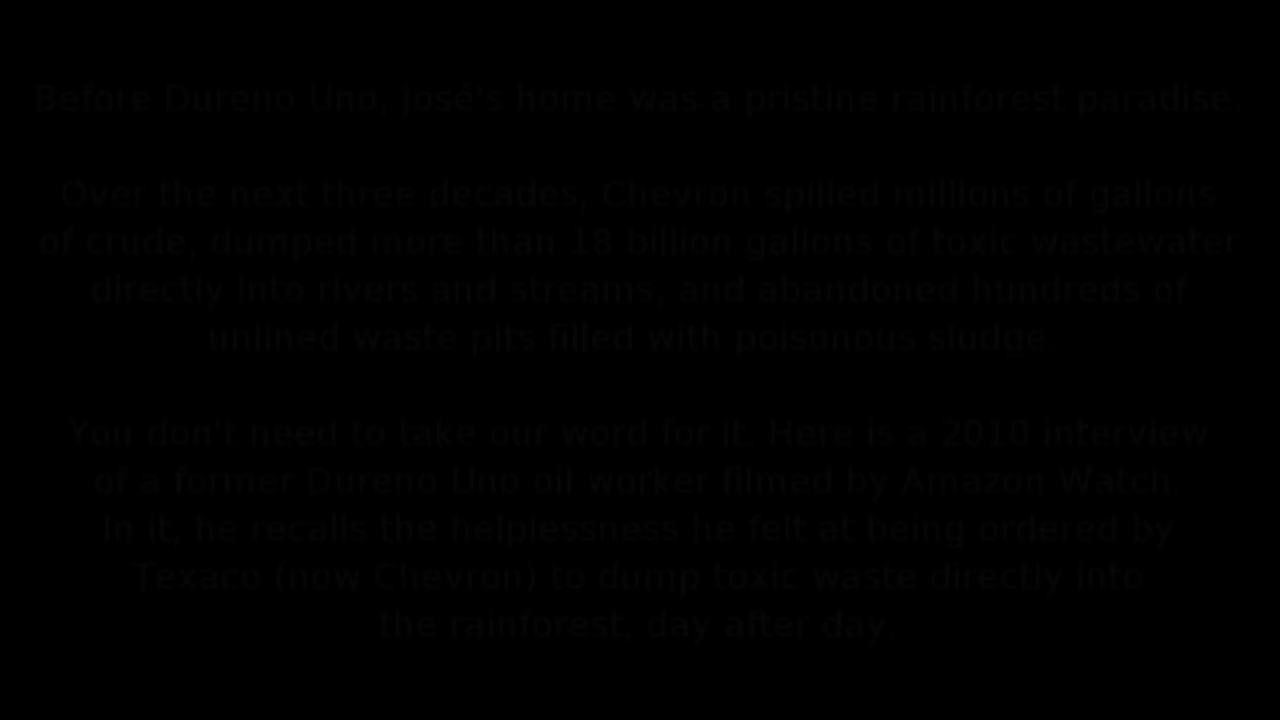 Before Dureno Uno, José's home was a pristine rainforest paradise.
Over the next three decades, Chevron spilled millions of gallons
of crude, dumped more than 18 billion gallons of toxic wastewater
directly into rivers and streams, and abandoned hundreds of
unlined waste pits filled with poisonous sludge.
You don't need to take our word for it. Here is a 2010 interview
of a former Dureno Uno oil worker filmed by Amazon Watch.
In it, he recalls the helplessness he felt at being ordered by
Texaco (now Chevron) to dump toxic waste directly into
the rainforest, day after day.